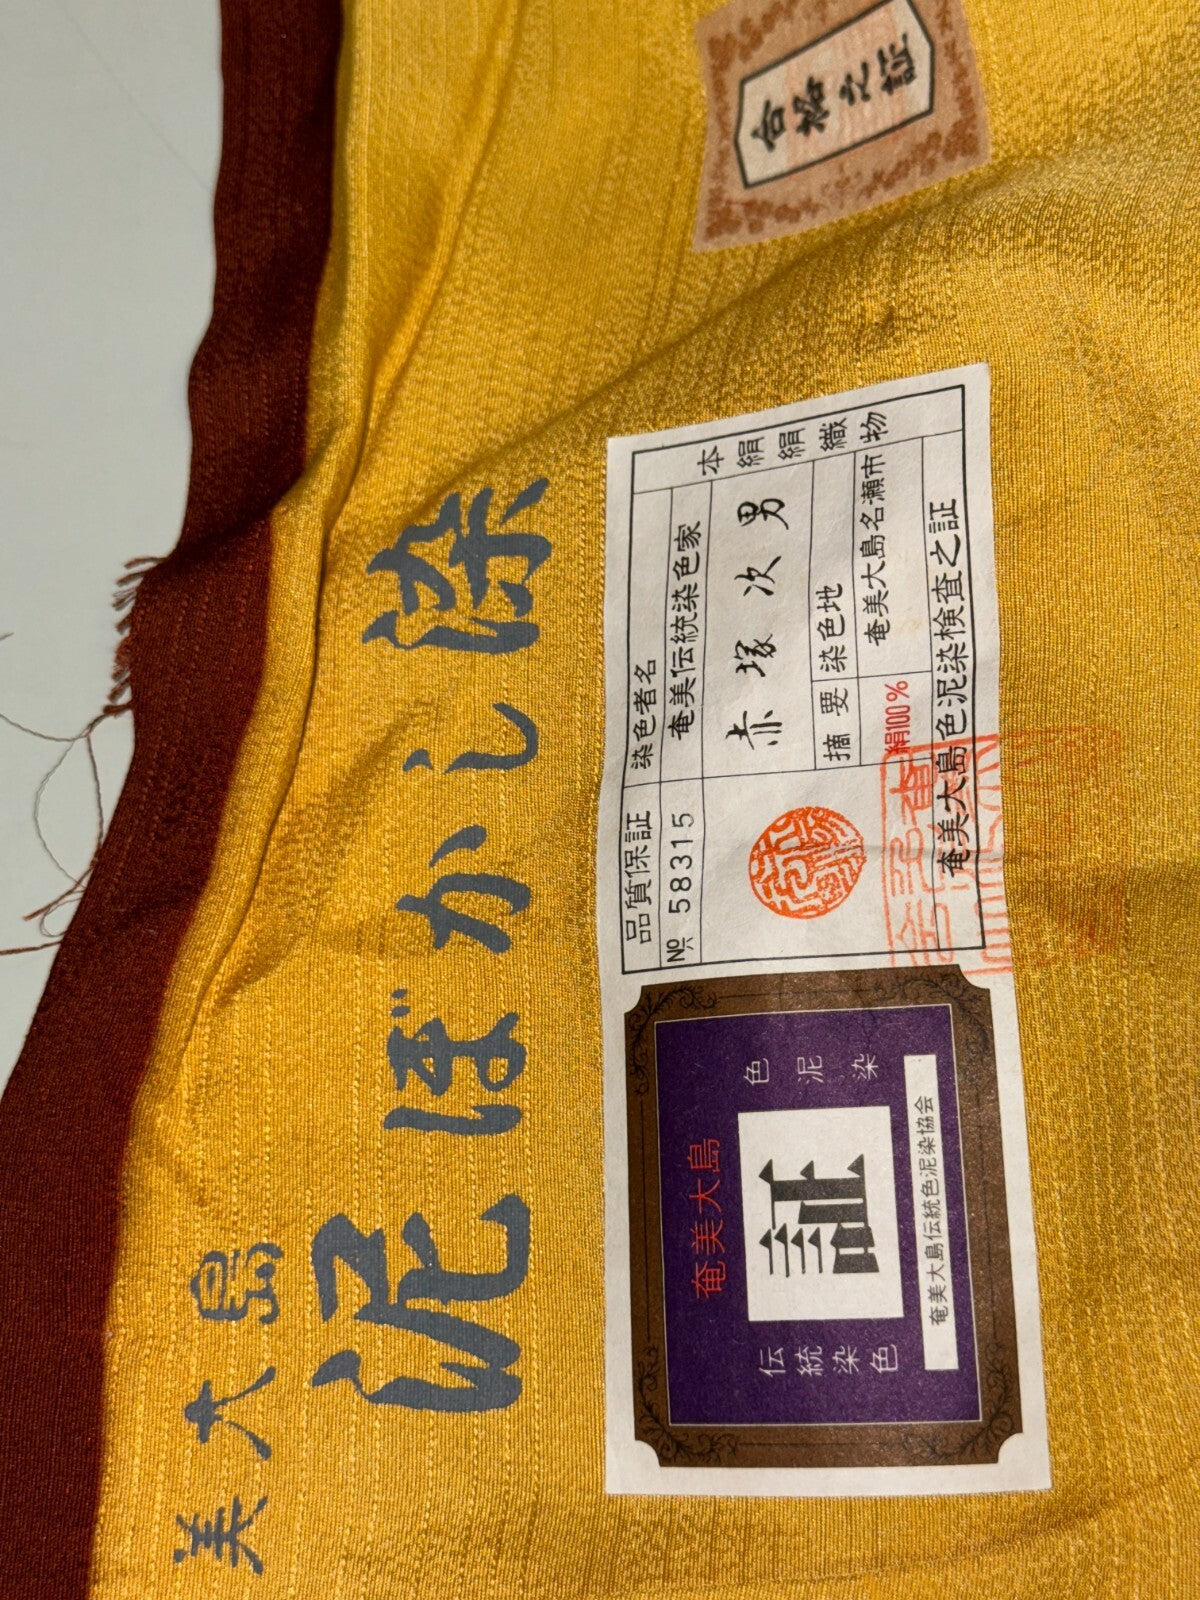 美大島
泥ぼかし染
合格之証
品質保証
№ 58315
染色者名
奄美伝統染色家
赤塚次男
本絹絹織物
摘要
染色地
奄美大島名瀬市
絹100%
奄美大島色泥染検査之証
奄美大島
伝統染色
証
色泥染
奄美大島伝統色泥染協会